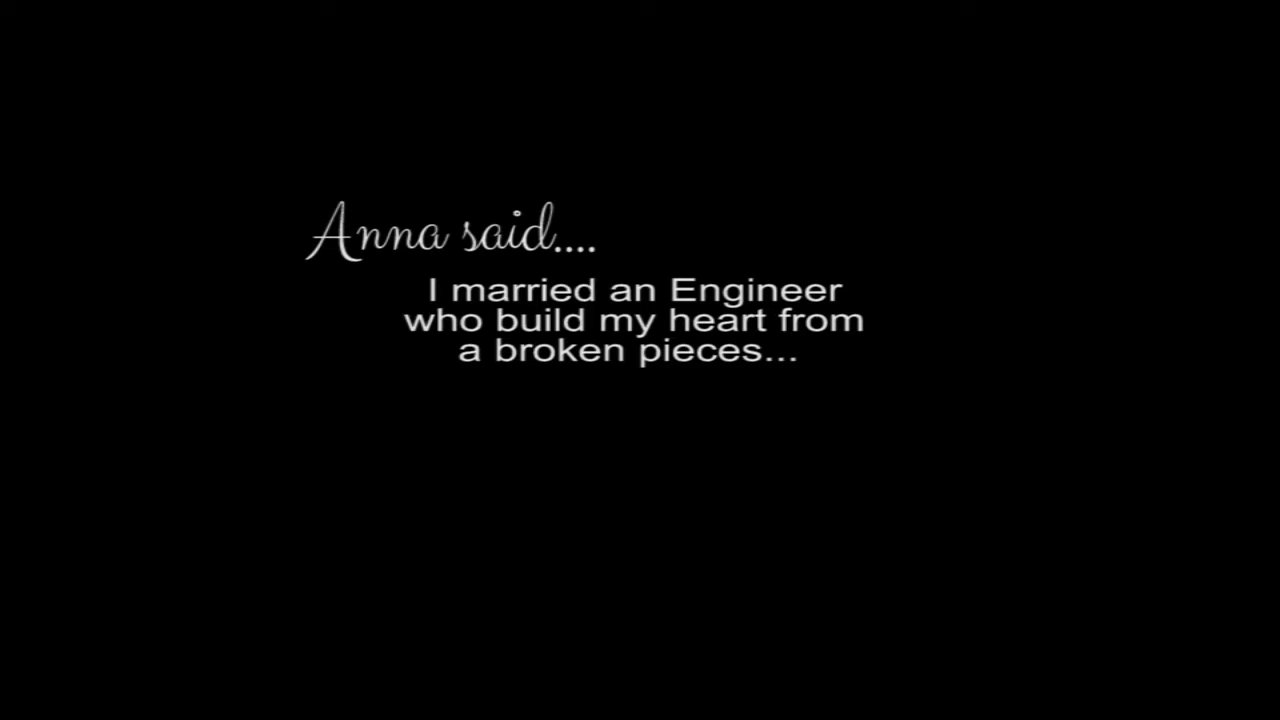 Anna said....
I married an Engineer
who build my heart from
a broken pieces...